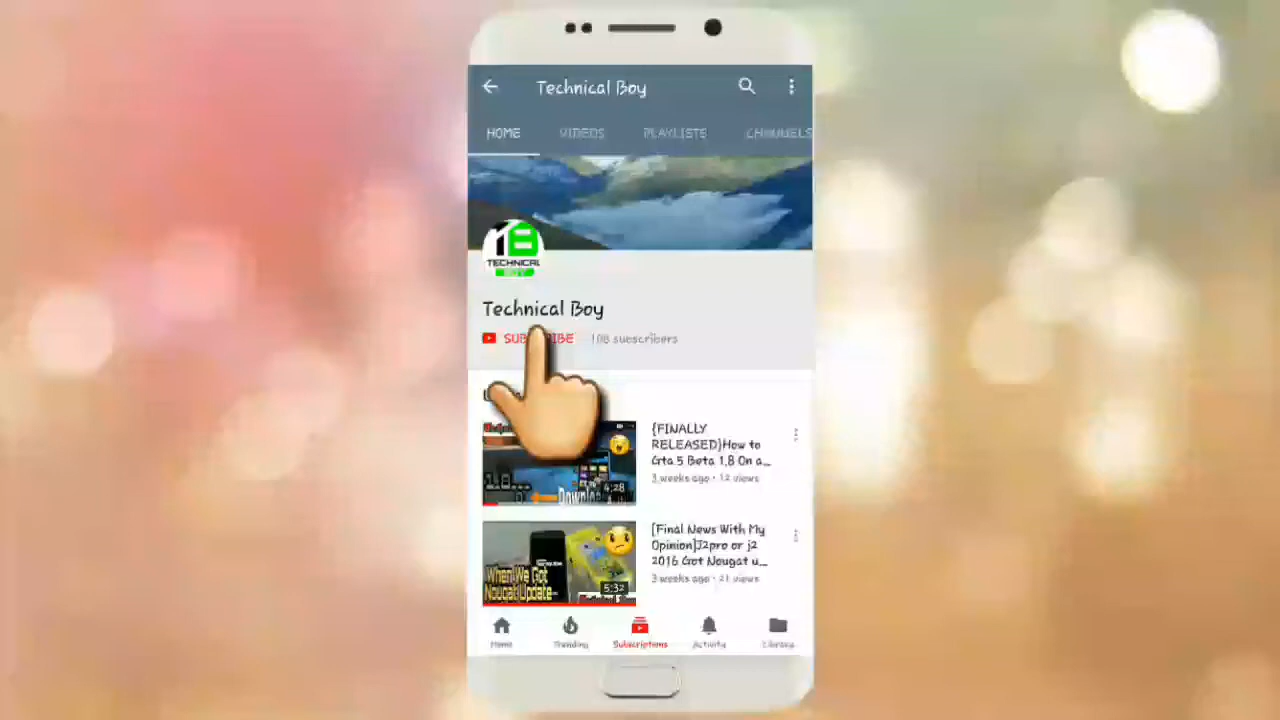 Technical Boy
HOME VIDEOS PLAYLISTS CHANNELS
TB
TECHNICAL
BOY
Technical Boy
108 subscribers
{FINALLY
RELEASED}How to
Gta 5 Beta 1.8 On a...
3 weeks ago · 12 views
4:28
[Final News With My
Opinion]J2pro or j2
2016 Got Nougat u...
3 weeks ago · 21 views
When We Got
Nougat Update...
5:32
Home Trending Subscriptions Activity Library